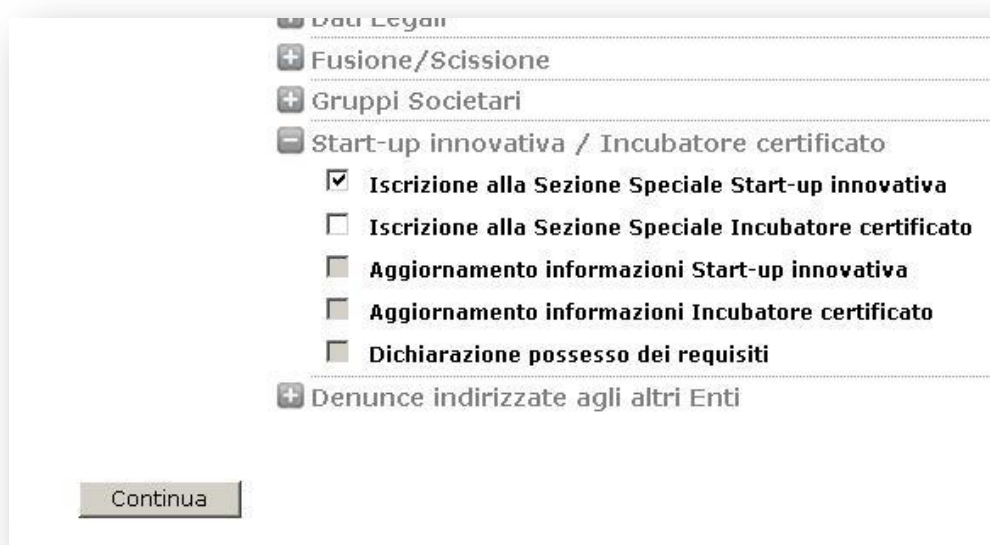 Dati Legali
Fusione/Scissione
Gruppi Societari
Start-up innovativa / Incubatore certificato
Iscrizione alla Sezione Speciale Start-up innovativa
Iscrizione alla Sezione Speciale Incubatore certificato
Aggiornamento informazioni Start-up innovativa
Aggiornamento informazioni Incubatore certificato
Dichiarazione possesso dei requisiti
Denunce indirizzate agli altri Enti
Continua